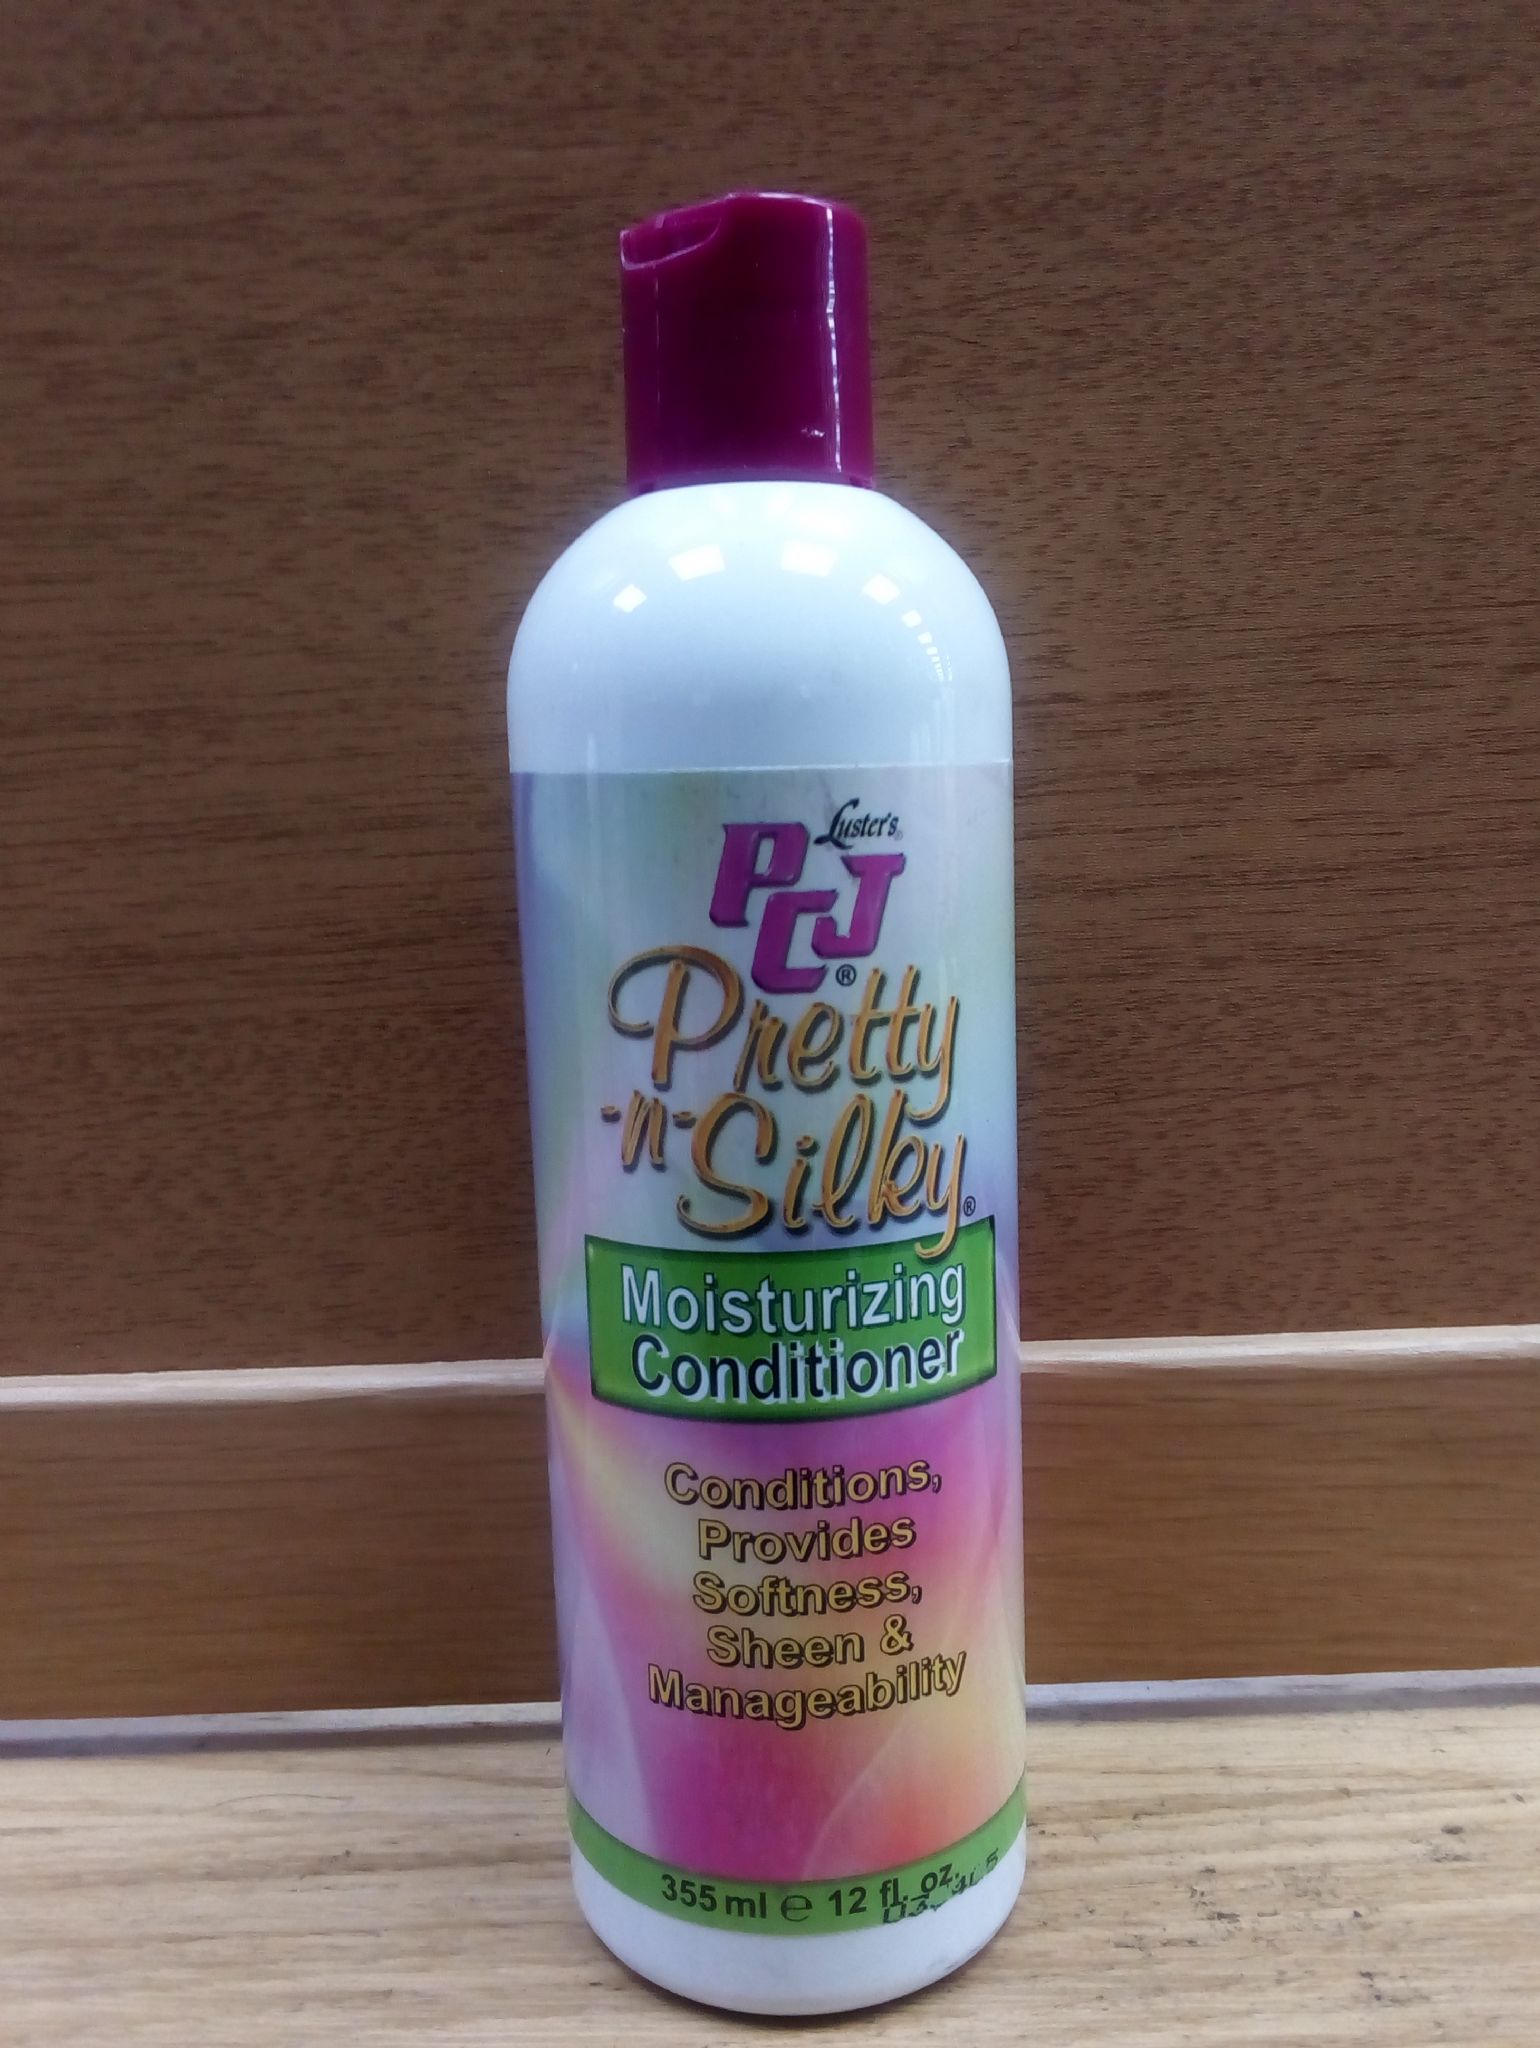 Luster's®
PCJ®
Pretty
-n-Silky®
Moisturizing
Conditioner
Conditions,
Provides
Softness,
Sheen &
Manageability
355 ml ℮ 12 fl. oz.